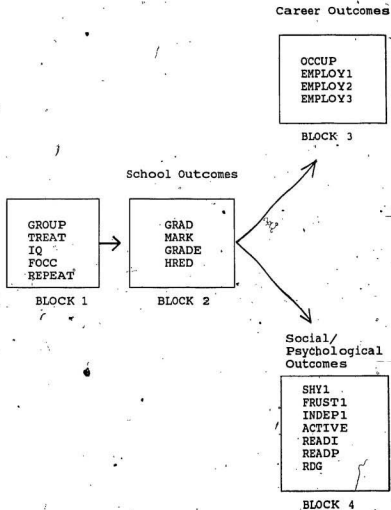 Career Outcomes
OCCUP
EMPLOY1
EMPLOY2
EMPLOY3
BLOCK 3
School Outcomes
GROUP
TREAT
IQ
FOCC
REPEAT
BLOCK 1
GRAD
MARK
GRADE
HRED
BLOCK 2
Social/
Psychological
Outcomes
SHY1
FRUST1
INDEP1
ACTIVE
READI
READP
RDG
BLOCK 4